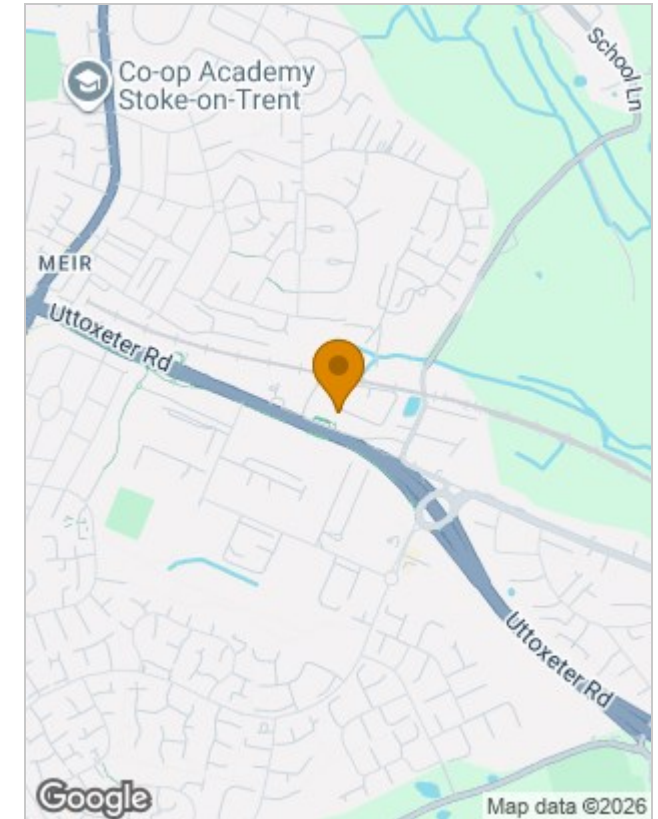 School Ln
Co-op Academy
Stoke-on-Trent
MEIR
Uttoxeter Rd
Uttoxeter Rd
Google
Map data ©2026